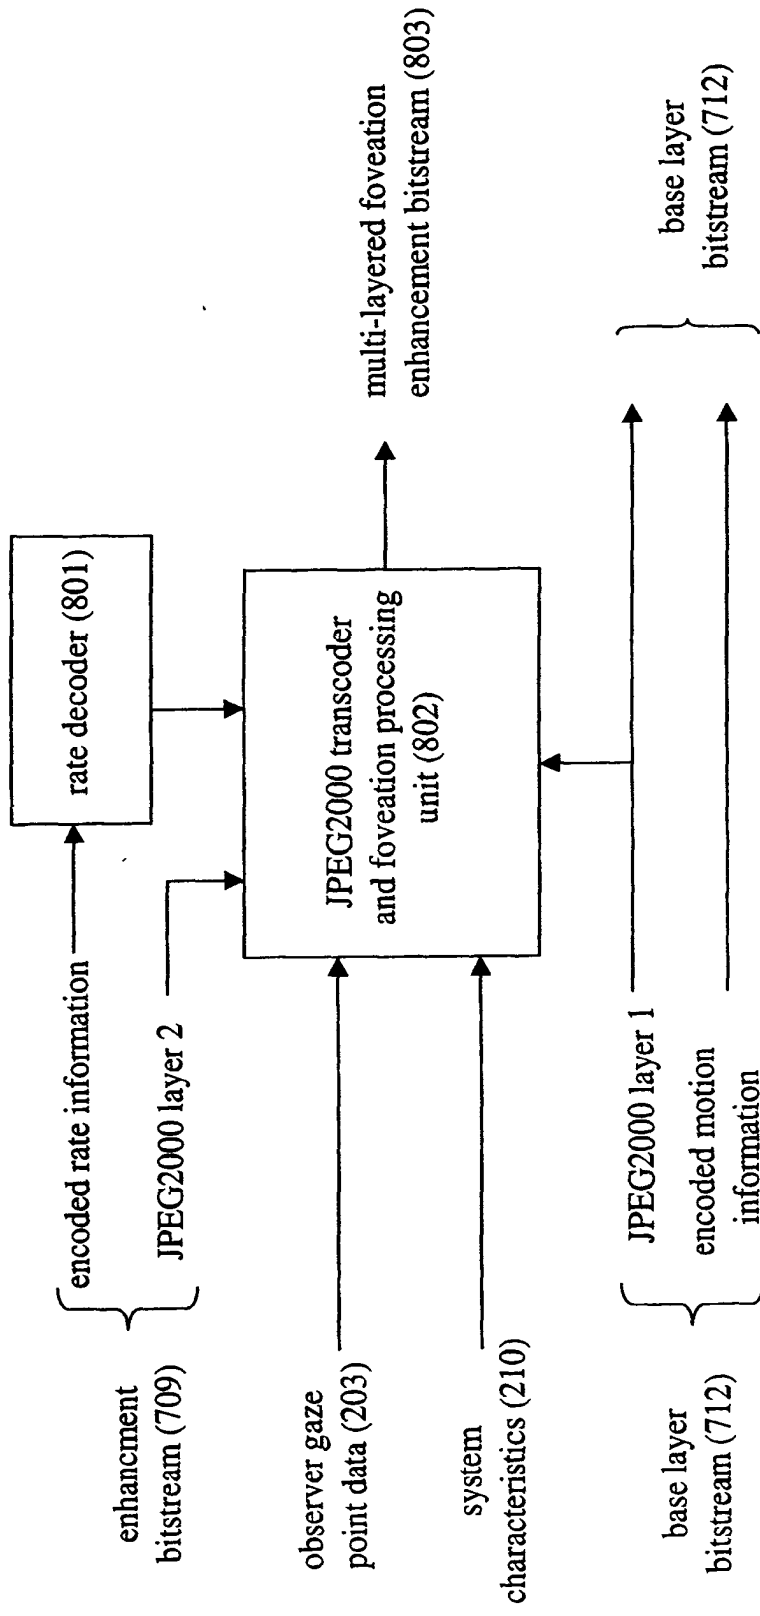 enhancment
bitstream (709)
encoded rate information
JPEG2000 layer 2
rate decoder (801)
observer gaze
point data (203)
system
characteristics (210)
JPEG2000 transcoder
and foveation processing
unit (802)
multi-layered foveation
enhancement bitstream (803)
base layer
bitstream (712)
JPEG2000 layer 1
encoded motion
information
base layer
bitstream (712)